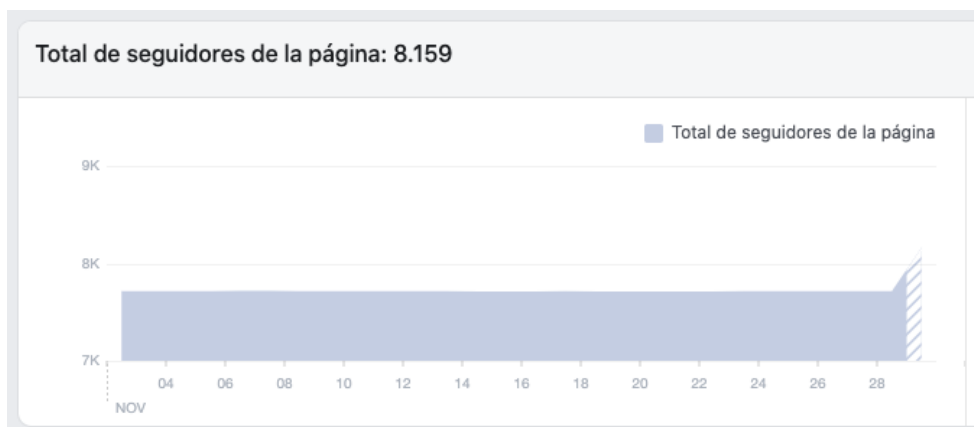 Total de seguidores de la página: 8.159
Total de seguidores de la página
9K
8K
7K
04 06 08 10 12 14 16 18 20 22 24 26 28
NOV